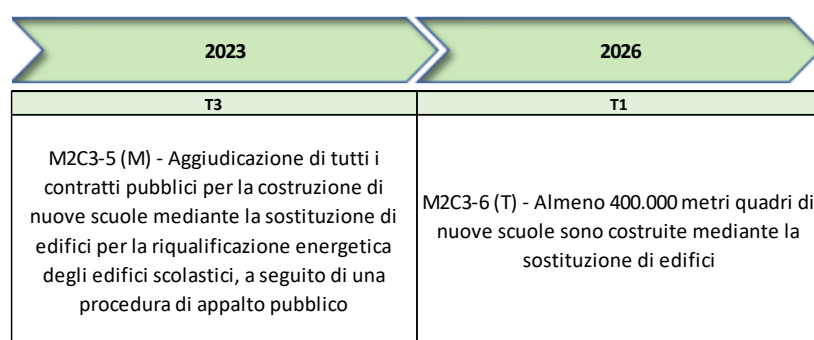 2023
2026
T3
T1
M2C3-5 (M) - Aggiudicazione di tutti i
contratti pubblici per la costruzione di
nuove scuole mediante la sostituzione di
edifici per la riqualificazione energetica
degli edifici scolastici, a seguito di una
procedura di appalto pubblico
M2C3-6 (T) - Almeno 400.000 metri quadri di
nuove scuole sono costruite mediante la
sostituzione di edifici